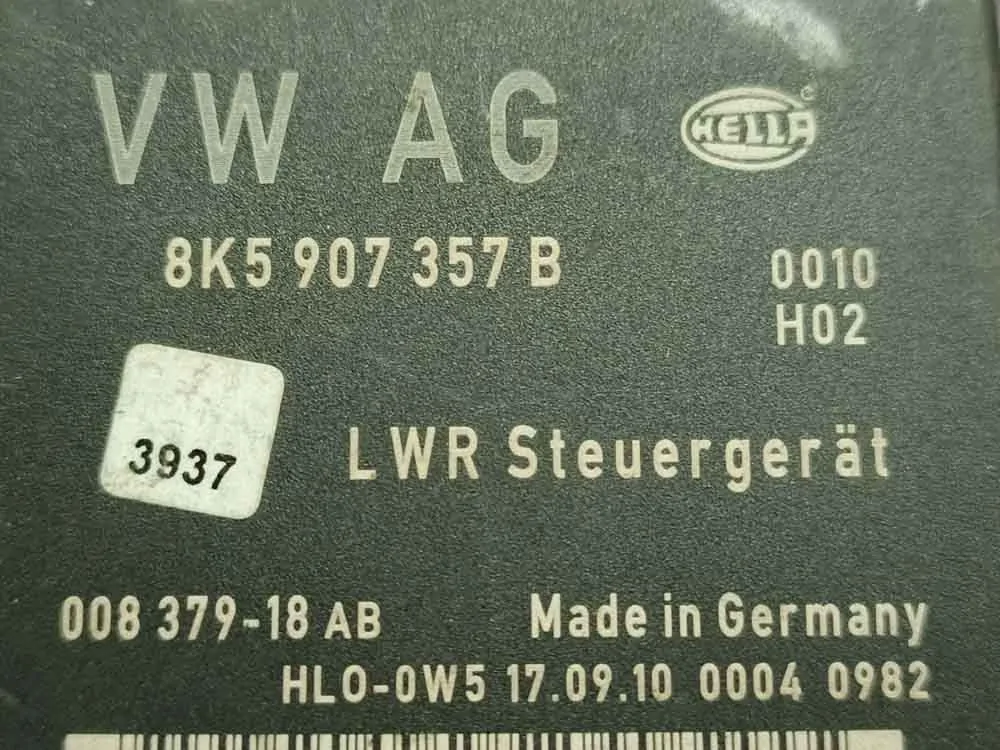 VW AG
HELLA
8K5 907 357 B
0010
H02
3937
LWR Steuergerät
008 379-18 AB
Made in Germany
HLO-0W5 17.09.10 0004 0982